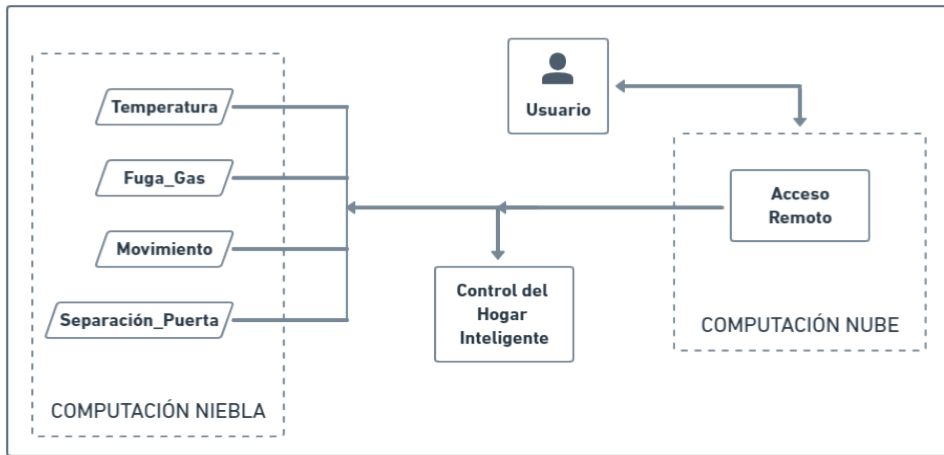 Temperatura
Fuga_Gas
Movimiento
Separación_Puerta
COMPUTACIÓN NIEBLA
Usuario
Control del
Hogar
Inteligente
Acceso
Remoto
COMPUTACIÓN NUBE